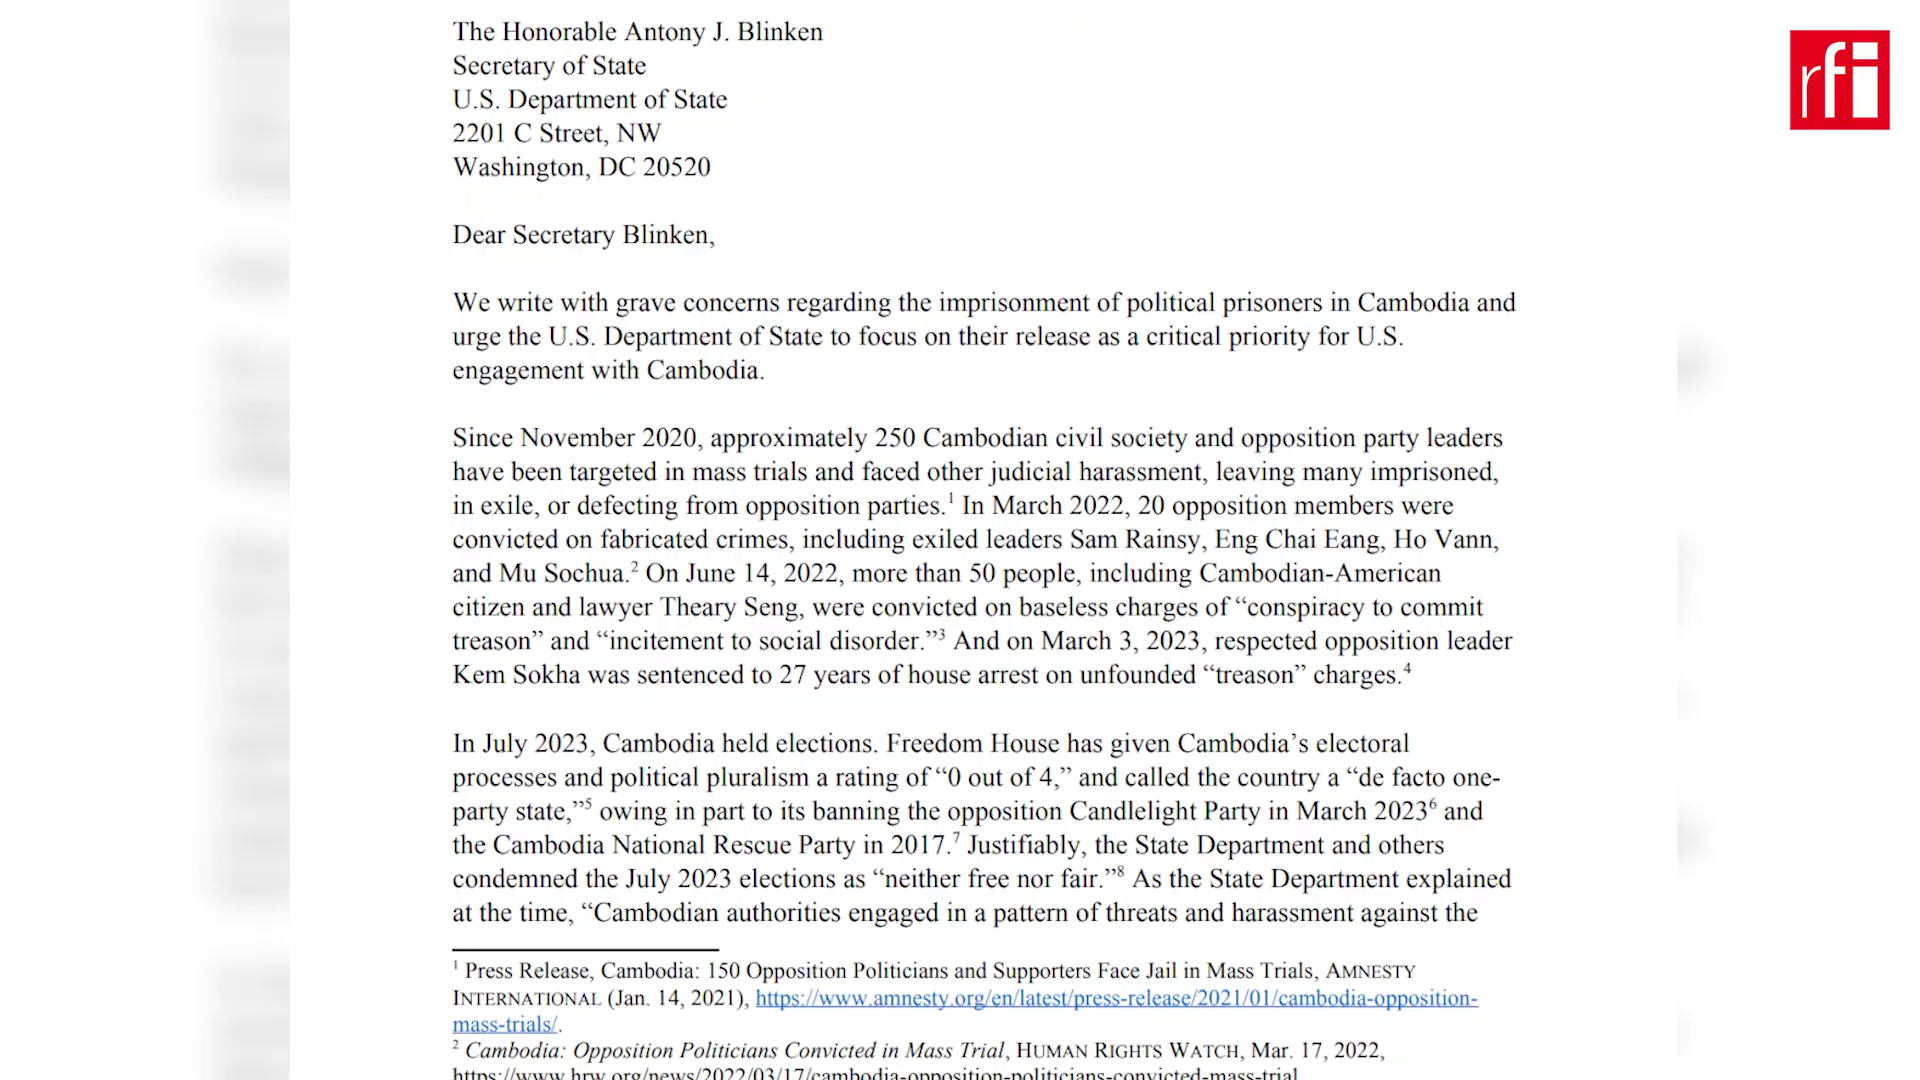 rfi
The Honorable Antony J. Blinken
Secretary of State
U.S. Department of State
2201 C Street, NW
Washington, DC 20520
Dear Secretary Blinken,
We write with grave concerns regarding the imprisonment of political prisoners in Cambodia and
urge the U.S. Department of State to focus on their release as a critical priority for U.S.
engagement with Cambodia.
Since November 2020, approximately 250 Cambodian civil society and opposition party leaders
have been targeted in mass trials and faced other judicial harassment, leaving many imprisoned,
in exile, or defecting from opposition parties.¹ In March 2022, 20 opposition members were
convicted on fabricated crimes, including exiled leaders Sam Rainsy, Eng Chai Eang, Ho Vann,
and Mu Sochua.² On June 14, 2022, more than 50 people, including Cambodian-American
citizen and lawyer Theary Seng, were convicted on baseless charges of “conspiracy to commit
treason” and “incitement to social disorder.”³ And on March 3, 2023, respected opposition leader
Kem Sokha was sentenced to 27 years of house arrest on unfounded “treason” charges.⁴
In July 2023, Cambodia held elections. Freedom House has given Cambodia’s electoral
processes and political pluralism a rating of “0 out of 4,” and called the country a “de facto one-
party state,”⁵ owing in part to its banning the opposition Candlelight Party in March 2023⁶ and
the Cambodia National Rescue Party in 2017.⁷ Justifiably, the State Department and others
condemned the July 2023 elections as “neither free nor fair.”⁸ As the State Department explained
at the time, “Cambodian authorities engaged in a pattern of threats and harassment against the
¹ Press Release, Cambodia: 150 Opposition Politicians and Supporters Face Jail in Mass Trials, AMNESTY
INTERNATIONAL (Jan. 14, 2021), https://www.amnesty.org/en/latest/press-release/2021/01/cambodia-opposition-
mass-trials/.
² Cambodia: Opposition Politicians Convicted in Mass Trial, HUMAN RIGHTS WATCH, Mar. 17, 2022,
https://www.hrw.org/news/2022/03/17/cambodia-opposition-politicians-convicted-mass-trial